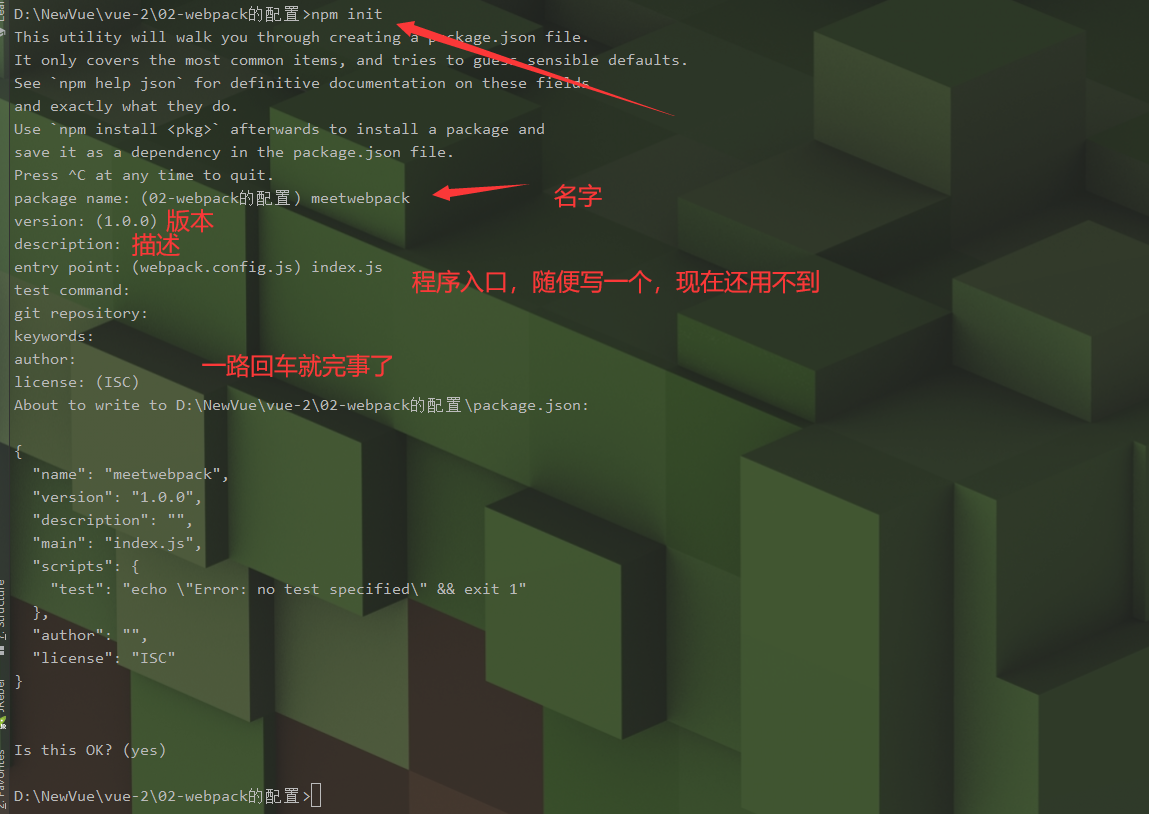 D:\NewVue\vue-2\02-webpack的配置>npm init
This utility will walk you through creating a package.json file.
It only covers the most common items, and tries to guess sensible defaults.
See `npm help json` for definitive documentation on these fields
and exactly what they do.
Use `npm install <pkg>` afterwards to install a package and
save it as a dependency in the package.json file.
Press ^C at any time to quit.
package name: (02-webpack的配置) meetwebpack
名字
version: (1.0.0) 版本
description: 描述
entry point: (webpack.config.js) index.js
程序入口，随便写一个，现在还用不到
test command:
git repository:
keywords:
author:
一路回车就完事了
license: (ISC)
About to write to D:\NewVue\vue-2\02-webpack的配置\package.json:
{
"name": "meetwebpack",
"version": "1.0.0",
"description": "",
"main": "index.js",
"scripts": {
"test": "echo \"Error: no test specified\" && exit 1"
},
"author": "",
"license": "ISC"
}
Is this OK? (yes)
D:\NewVue\vue-2\02-webpack的配置>
Structure